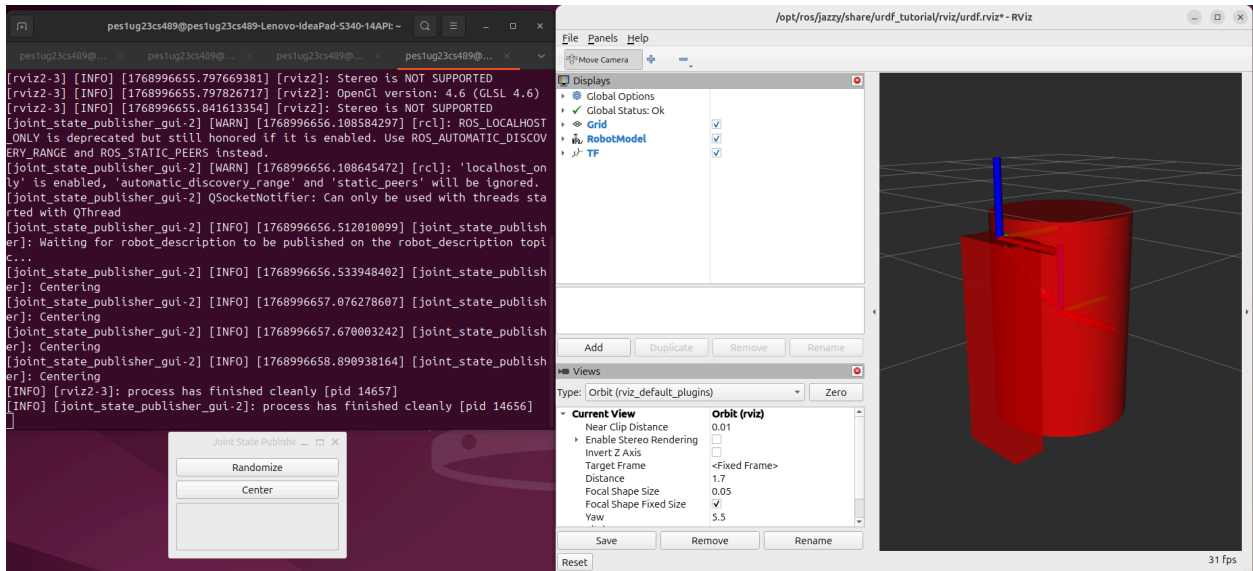 pes1ug23cs489@pes1ug23cs489-Lenovo-IdeaPad-S340-14API: ~
pes1ug23cs489@... pes1ug23cs489@... pes1ug23cs489@... pes1ug23cs489@...
[rviz2-3] [INFO] [1768996655.797669381] [rviz2]: Stereo is NOT SUPPORTED
[rviz2-3] [INFO] [1768996655.797826717] [rviz2]: OpenGl version: 4.6 (GLSL 4.6)
[rviz2-3] [INFO] [1768996655.841613354] [rviz2]: Stereo is NOT SUPPORTED
[joint_state_publisher_gui-2] [WARN] [1768996656.108584297] [rcl]: ROS_LOCALHOST
_ONLY is deprecated but still honored if it is enabled. Use ROS_AUTOMATIC_DISCOV
ERY_RANGE and ROS_STATIC_PEERS instead.
[joint_state_publisher_gui-2] [WARN] [1768996656.108645472] [rcl]: 'localhost_on
ly' is enabled, 'automatic_discovery_range' and 'static_peers' will be ignored.
[joint_state_publisher_gui-2] QSocketNotifier: Can only be used with threads sta
rted with QThread
[joint_state_publisher_gui-2] [INFO] [1768996656.512010099] [joint_state_publish
er]: Waiting for robot_description to be published on the robot_description topi
c...
[joint_state_publisher_gui-2] [INFO] [1768996656.533948402] [joint_state_publish
er]: Centering
[joint_state_publisher_gui-2] [INFO] [1768996657.076278607] [joint_state_publish
er]: Centering
[joint_state_publisher_gui-2] [INFO] [1768996657.670003242] [joint_state_publish
er]: Centering
[joint_state_publisher_gui-2] [INFO] [1768996658.890938164] [joint_state_publish
er]: Centering
[INFO] [rviz2-3]: process has finished cleanly [pid 14657]
[INFO] [joint_state_publisher_gui-2]: process has finished cleanly [pid 14656]
Joint State Publishe
Randomize
Center
/opt/ros/jazzy/share/urdf_tutorial/rviz/urdf.rviz* - RViz
File Panels Help
Move Camera
Displays
Global Options
Global Status: Ok
Grid
RobotModel
TF
Add Duplicate Remove Rename
Views
Type: Orbit (rviz_default_plugins) Zero
Current View Orbit (rviz)
Near Clip Distance 0.01
Enable Stereo Rendering
Invert Z Axis
Target Frame <Fixed Frame>
Distance 1.7
Focal Shape Size 0.05
Focal Shape Fixed Size
Yaw 5.5
Save Remove Rename
Reset
31 fps